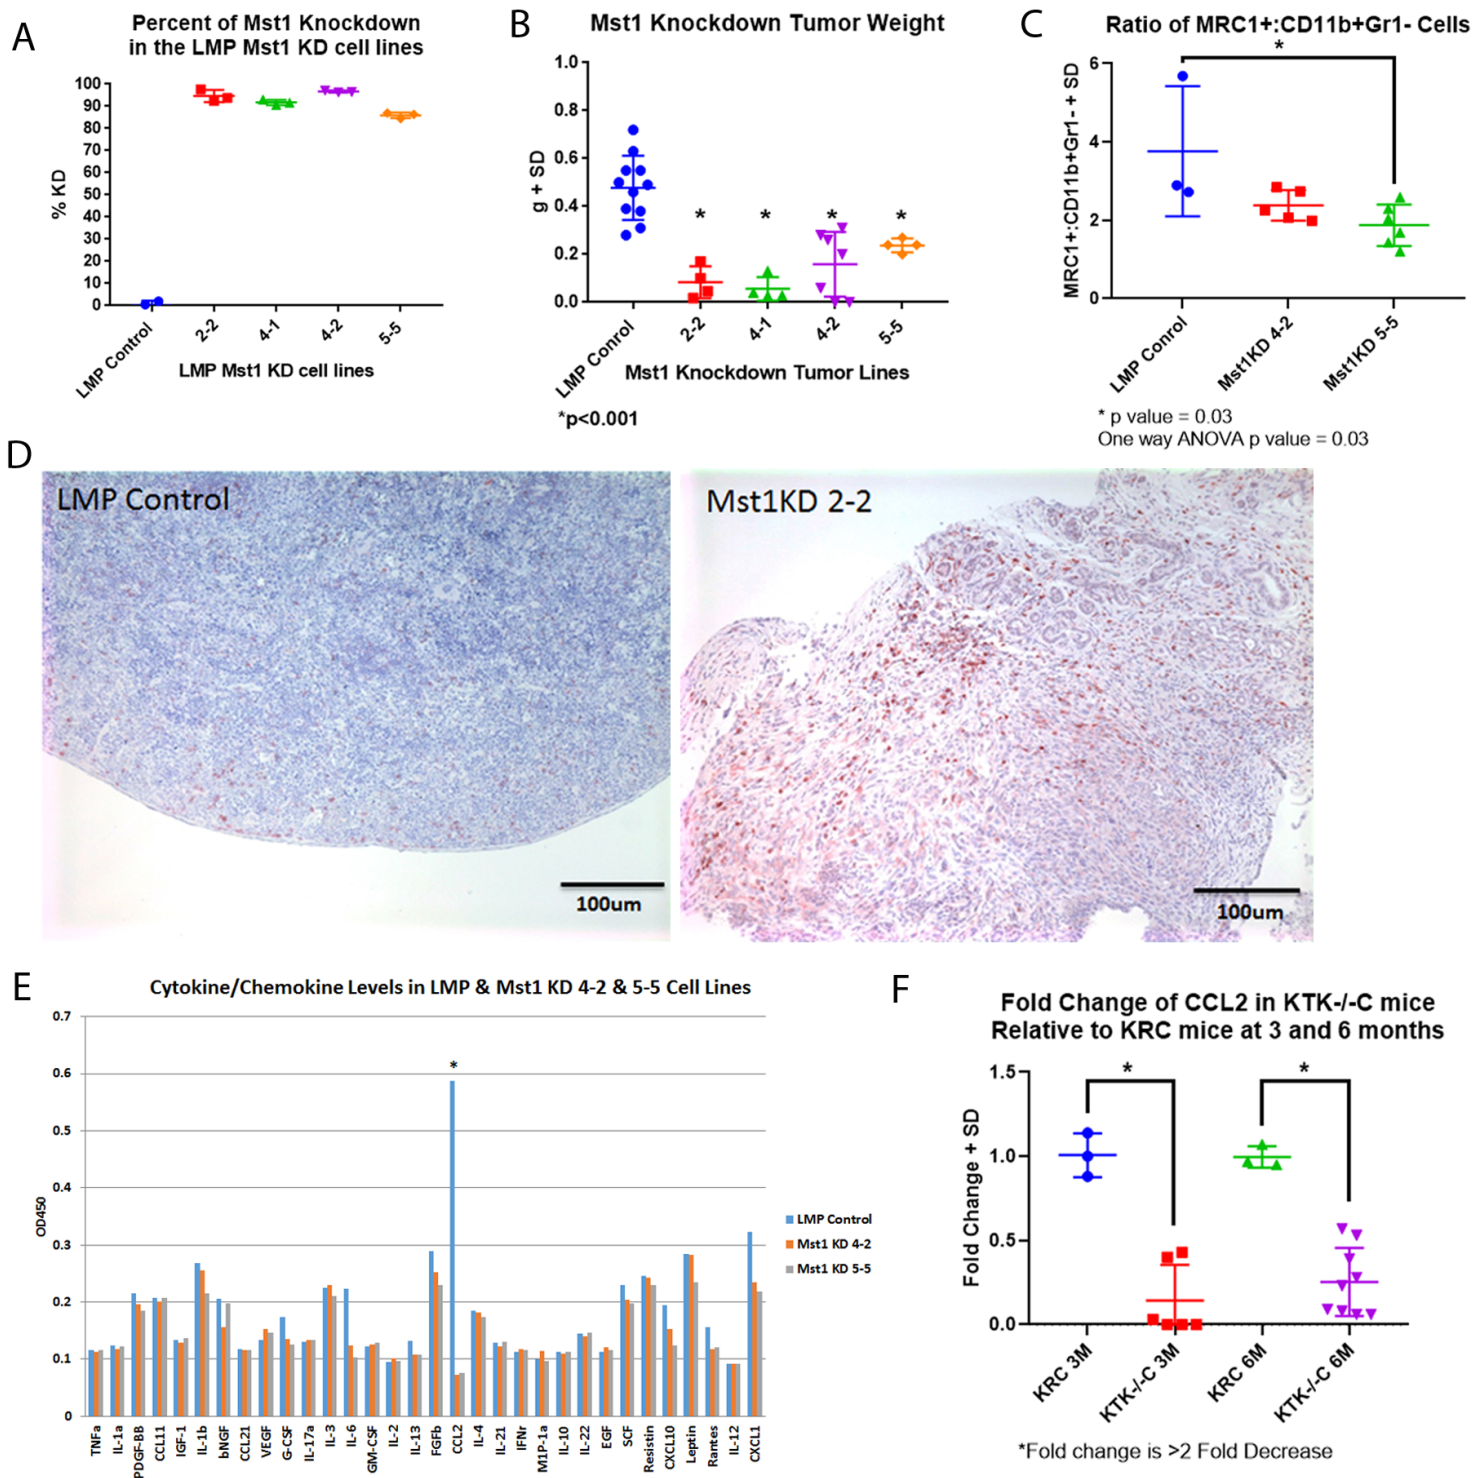 A
Percent of Mst1 Knockdown
in the LMP Mst1 KD cell lines
% KD
100
90
80
70
60
50
40
30
20
10
0
LMP Control
2-2
4-1
4-2
5-5
LMP Mst1 KD cell lines
B
Mst1 Knockdown Tumor Weight
g + SD
1.0
0.8
0.6
0.4
0.2
0.0
* * * *
LMP Conrol
2-2
4-1
4-2
5-5
Mst1 Knockdown Tumor Lines
*p<0.001
C
Ratio of MRC1+:CD11b+Gr1- Cells
*
MRC1+:CD11b+Gr1- + SD
6
4
2
0
LMP Conrol
Mst1KD 4-2
Mst1KD 5-5
* p value = 0.03
One way ANOVA p value = 0.03
D
LMP Control
100um
Mst1KD 2-2
100um
E
Cytokine/Chemokine Levels in LMP & Mst1 KD 4-2 & 5-5 Cell Lines
OD450
0.7
0.6
0.5
0.4
0.3
0.2
0.1
0
*
TNFa
IL-1a
PDGF-BB
CCL11
IGF-1
IL-1b
bNGF
CCL21
VEGF
G-CSF
IL-17a
IL-3
IL-6
GM-CSF
IL-2
IL-13
FGFb
CCL2
IL-4
IL-21
IFNr
M1P-1a
IL-10
IL-22
EGF
SCF
Resistin
CXCL10
Leptin
Rantes
IL-12
CXCL1
LMP Control
Mst1 KD 4-2
Mst1 KD 5-5
F
Fold Change of CCL2 in KTK-/-C mice
Relative to KRC mice at 3 and 6 months
Fold Change + SD
1.5
1.0
0.5
0.0
* *
KRC 3M
KTK-/-C 3M
KRC 6M
KTK-/-C 6M
*Fold change is >2 Fold Decrease